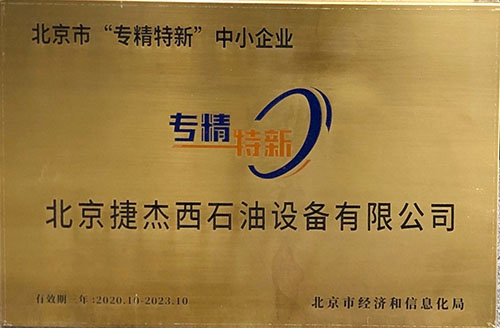 北京市“专精特新”中小企业
专精
特新
北京捷杰西石油设备有限公司
有效期三年:2020.10-2023.10
北京市经济和信息化局